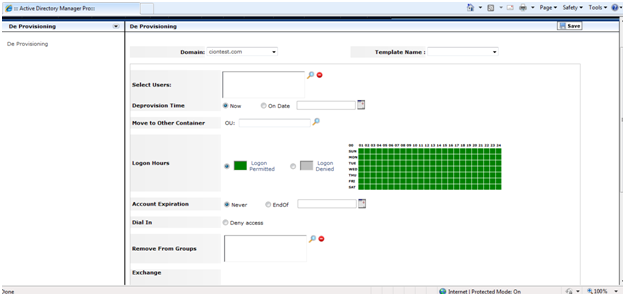 :: Active Directory Manager Pro::
Page Safety Tools
De Provisioning
De Provisioning
Save
De Provisioning
Domain: Template Name :
Select Users:
Deprovision Time Now On Date
Move to Other Container OU:
Logon Hours Logon Permitted Logon Denied
01 02 03 04 05 06 07 08 09 10 11 12 13 14 15 16 17 18 19 20 21 22 23 24
SUN
MON
TUE
WED
THU
FRI
SAT
Account Expiration Never EndOf
Dial In Deny access
Remove From Groups
Exchange
Done Internet | Protected Mode: On 100%